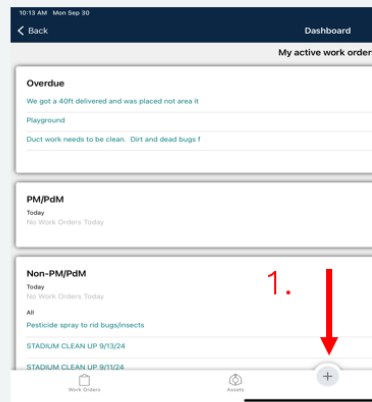 10:13 AM Mon Sep 30
Back Dashboard
My active work order
Overdue
We got a 40ft delivered and was placed not area it
Playground
Duct work needs to be clean. Dirt and dead bugs f
PM/PdM
Today
No Work Orders Today
Non-PM/PdM
Today
No Work Orders Today
All
Pesticide spray to rid bugs/insects
STADIUM CLEAN UP 9/13/24
STADIUM CLEAN UP 9/11/24
1.
+
Work Orders Assets